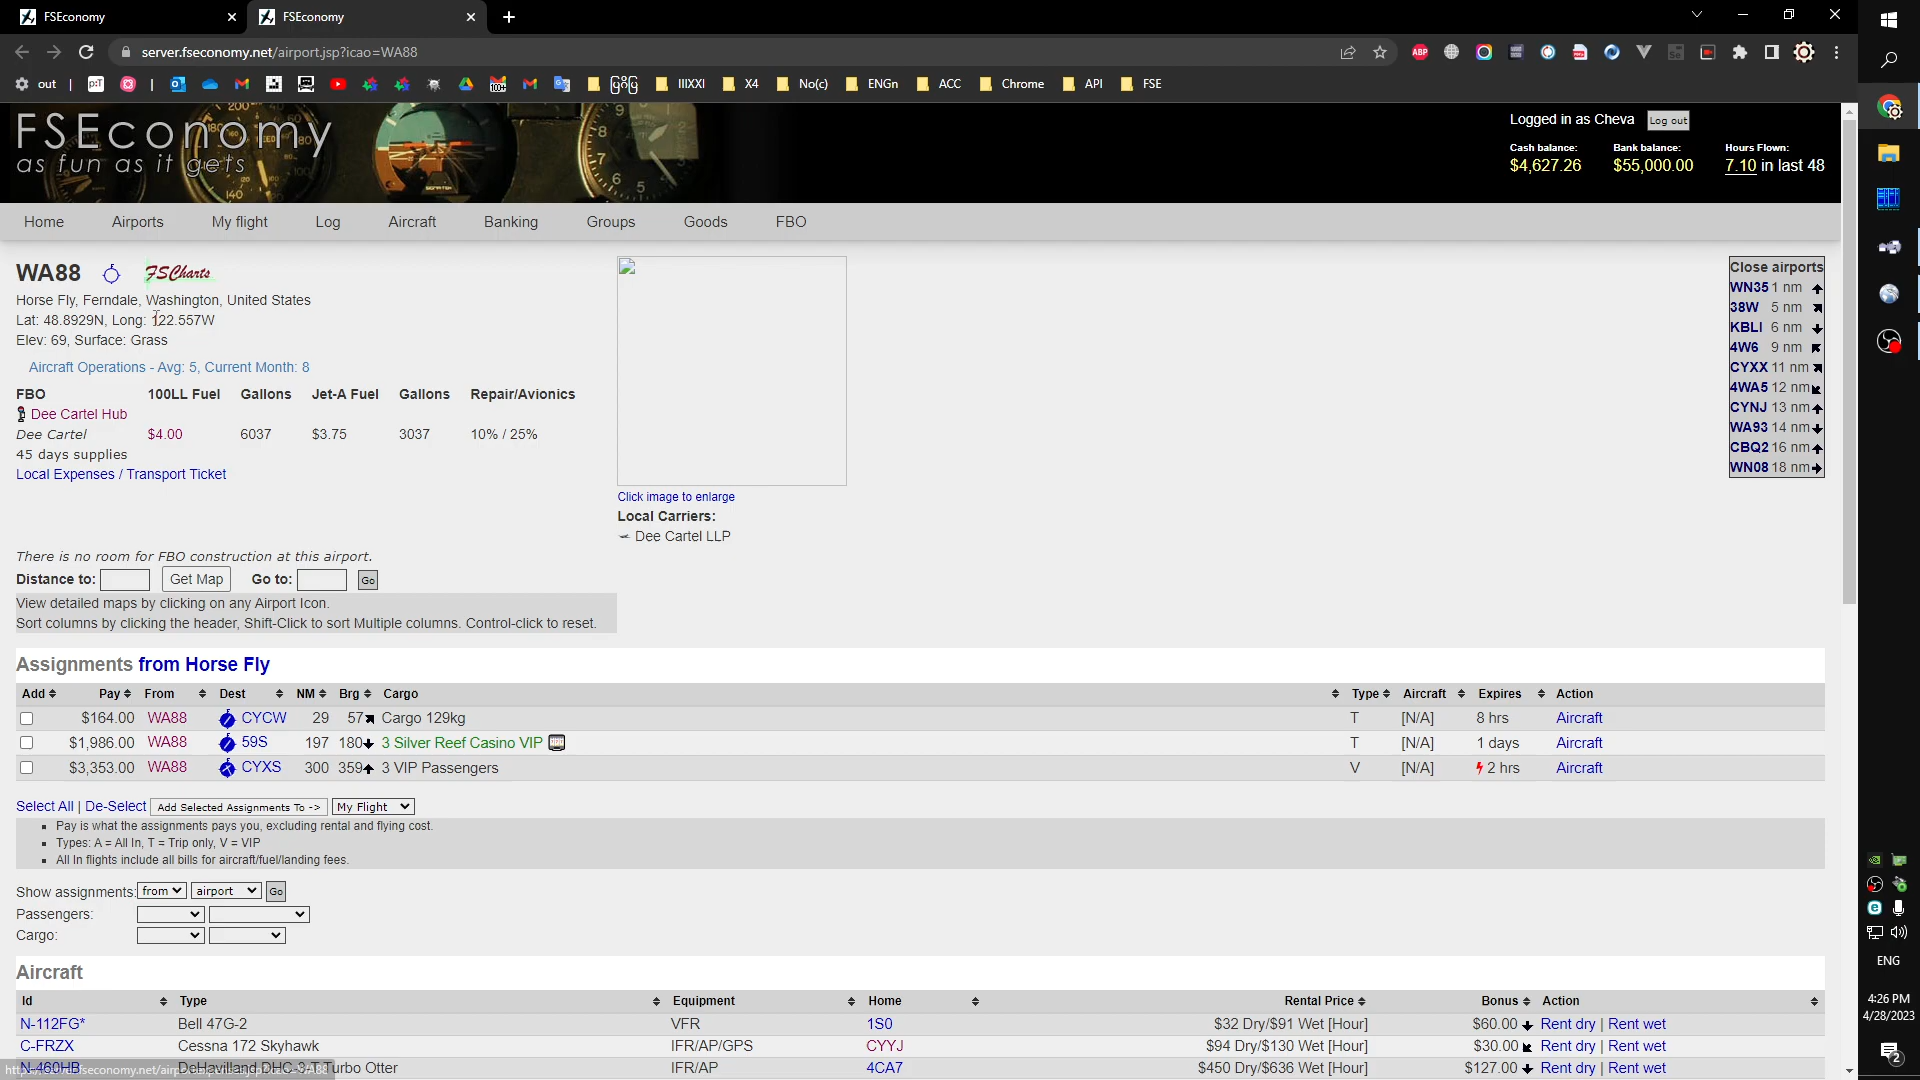 FSEconomy
FSEconomy
server.fseconomy.net/airport.jsp?icao=WA88
out | | IIIXXI X4 No(c) ENGn ACC Chrome API FSE
FSEconomy
as fun as it gets
Logged in as Cheva Log out
Cash balance: Bank balance: Hours Flown:
$4,627.26 $55,000.00 7.10 in last 48
Home Airports My flight Log Aircraft Banking Groups Goods FBO
WA88 FSCharts
Horse Fly, Ferndale, Washington, United States
Lat: 48.8929N, Long: 122.557W
Elev: 69, Surface: Grass
Aircraft Operations - Avg: 5, Current Month: 8
FBO 100LL Fuel Gallons Jet-A Fuel Gallons Repair/Avionics
Dee Cartel Hub
Dee Cartel $4.00 6037 $3.75 3037 10% / 25%
45 days supplies
Local Expenses / Transport Ticket
Click image to enlarge
Local Carriers:
Dee Cartel LLP
Close airports
WN35 1 nm
38W 5 nm
KBLI 6 nm
4W6 9 nm
CYXX 11 nm
4WA5 12 nm
CYNJ 13 nm
WA93 14 nm
CBQ2 16 nm
WN08 18 nm
There is no room for FBO construction at this airport.
Distance to: Get Map Go to: Go
View detailed maps by clicking on any Airport Icon.
Sort columns by clicking the header, Shift-Click to sort Multiple columns. Control-click to reset.
Assignments from Horse Fly
Add Pay From Dest NM Brg Cargo Type Aircraft Expires Action
$164.00 WA88 CYCW 29 57 Cargo 129kg T [N/A] 8 hrs Aircraft
$1,986.00 WA88 59S 197 180 3 Silver Reef Casino VIP T [N/A] 1 days Aircraft
$3,353.00 WA88 CYXS 300 359 3 VIP Passengers V [N/A] 2 hrs Aircraft
Select All | De-Select Add Selected Assignments To -> My Flight
Pay is what the assignments pays you, excluding rental and flying cost.
Types: A = All In, T = Trip only, V = VIP
All In flights include all bills for aircraft/fuel/landing fees.
Show assignments: from airport Go
Passengers:
Cargo:
Aircraft
Id Type Equipment Home Rental Price Bonus Action
N-112FG* Bell 47G-2 VFR 1S0 $32 Dry/$91 Wet [Hour] $60.00 Rent dry | Rent wet
C-FRZX Cessna 172 Skyhawk IFR/AP/GPS CYYJ $94 Dry/$130 Wet [Hour] $30.00 Rent dry | Rent wet
N-460HB DeHavilland DHC-3-T Turbo Otter IFR/AP 4CA7 $450 Dry/$636 Wet [Hour] $127.00 Rent dry | Rent wet
ENG
4:26 PM
4/28/2023
2